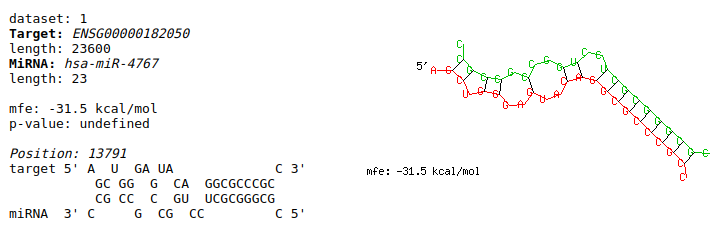 dataset: 1
Target: ENSG00000182050
length: 23600
MiRNA: hsa-miR-4767
length: 23
mfe: -31.5 kcal/mol
p-value: undefined
Position: 13791
target 5' A  U  GA UA             C 3'
           GC GG  G  CA  GGCGCCCGC
           CG CC  C  GU  UCGCGGGCG
miRNA  3' C     G  CG  CC         C 5'
5'
mfe: -31.5 kcal/mol